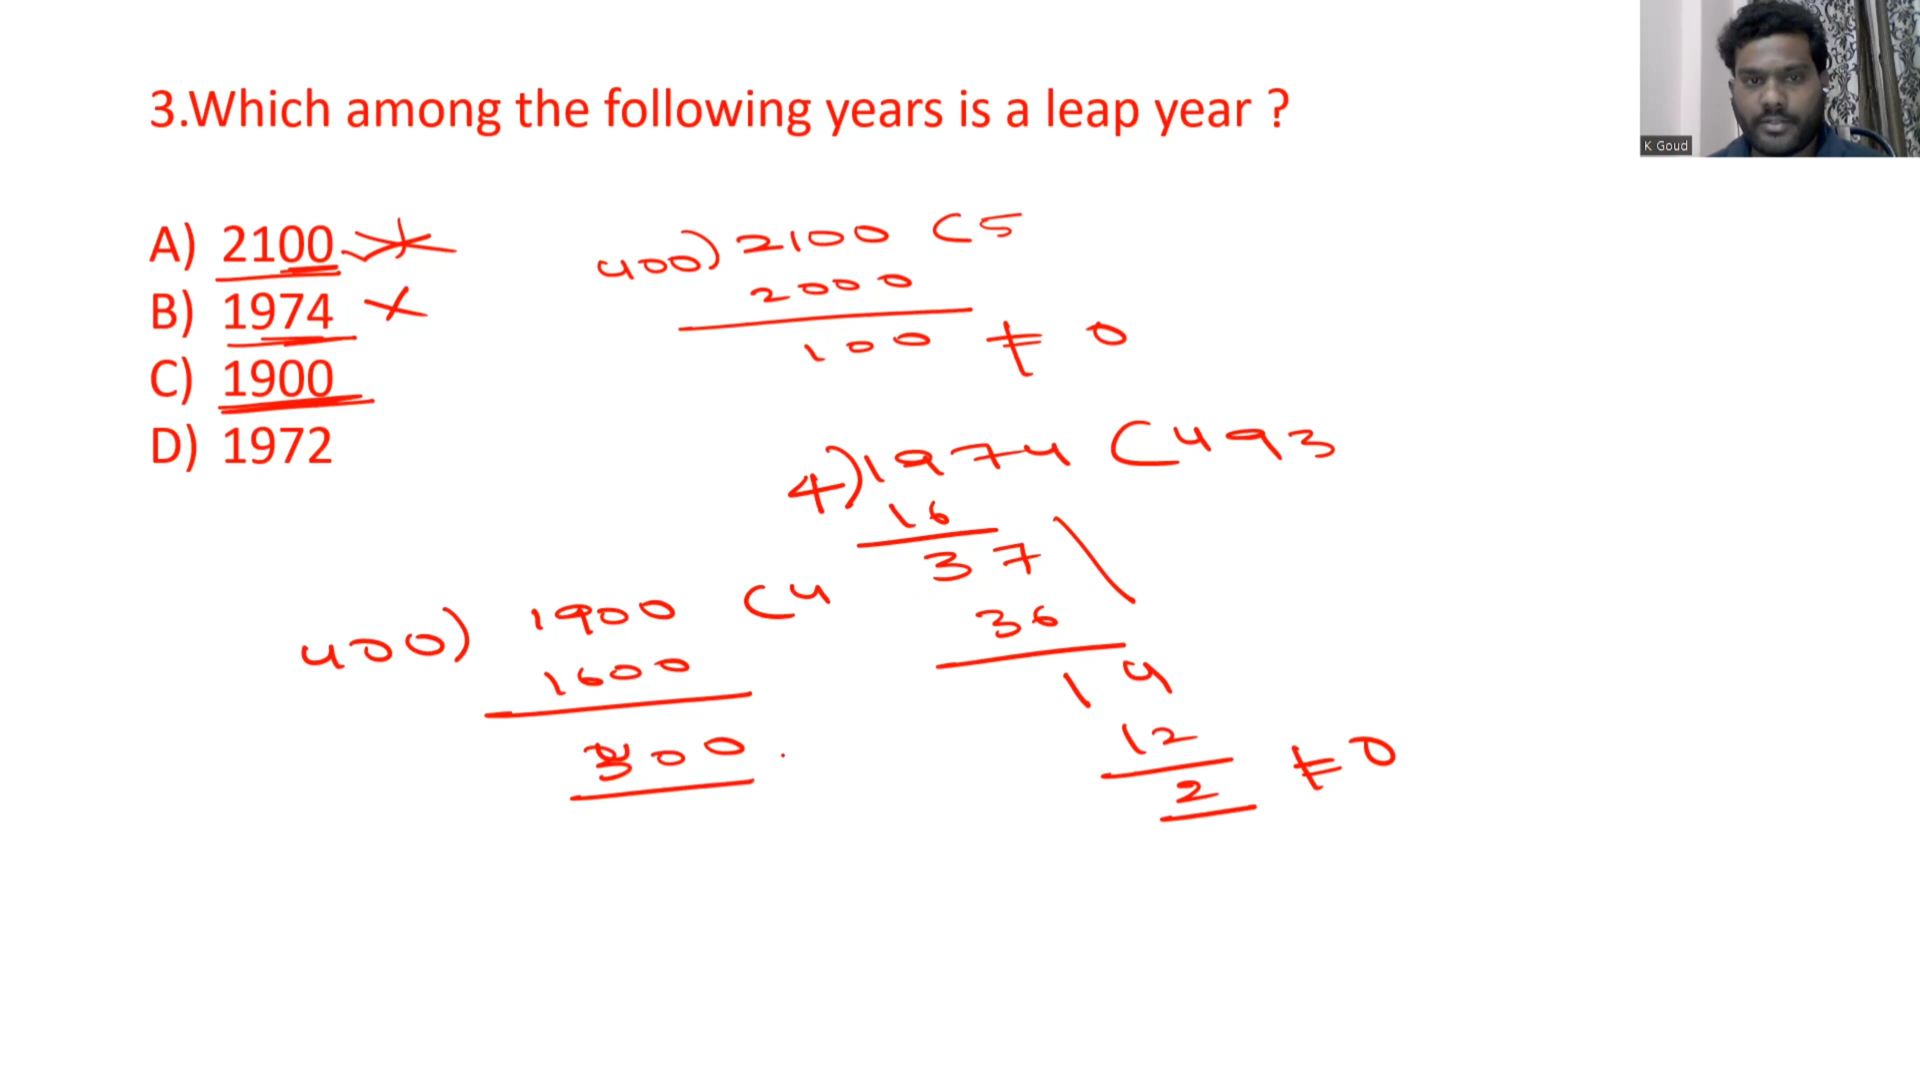 3.Which among the following years is a leap year ?
K Goud
A) 2100
B) 1974
C) 1900
D) 1972
400) 2100 (5
2000
100 ≠ 0
4) 1974 (493
16
37
36
14
12
2 ≠ 0
400) 1900 (4
1600
300